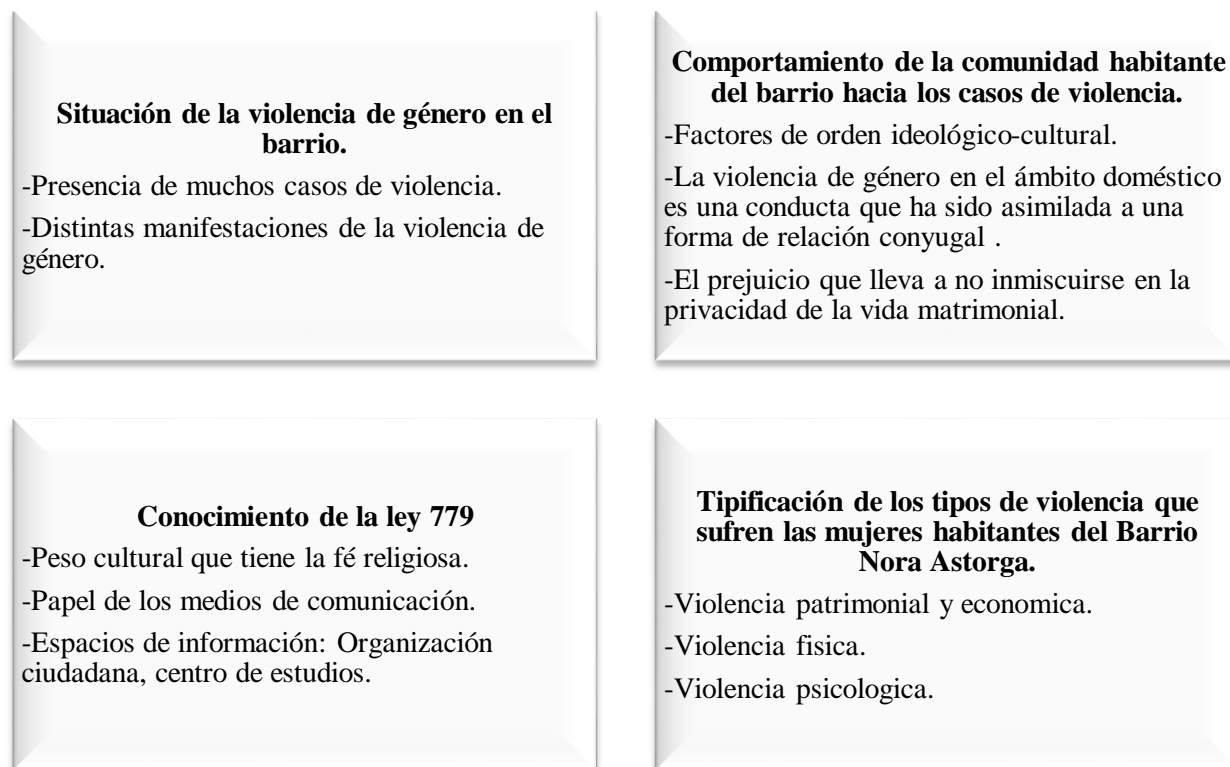 Situación de la violencia de género en el
barrio.
-Presencia de muchos casos de violencia.
-Distintas manifestaciones de la violencia de
género.
Comportamiento de la comunidad habitante
del barrio hacia los casos de violencia.
-Factores de orden ideológico-cultural.
-La violencia de género en el ámbito doméstico
es una conducta que ha sido asimilada a una
forma de relación conyugal .
-El prejuicio que lleva a no inmiscuirse en la
privacidad de la vida matrimonial.
Conocimiento de la ley 779
-Peso cultural que tiene la fé religiosa.
-Papel de los medios de comunicación.
-Espacios de información: Organización
ciudadana, centro de estudios.
Tipificación de los tipos de violencia que
sufren las mujeres habitantes del Barrio
Nora Astorga.
-Violencia patrimonial y economica.
-Violencia fisica.
-Violencia psicologica.